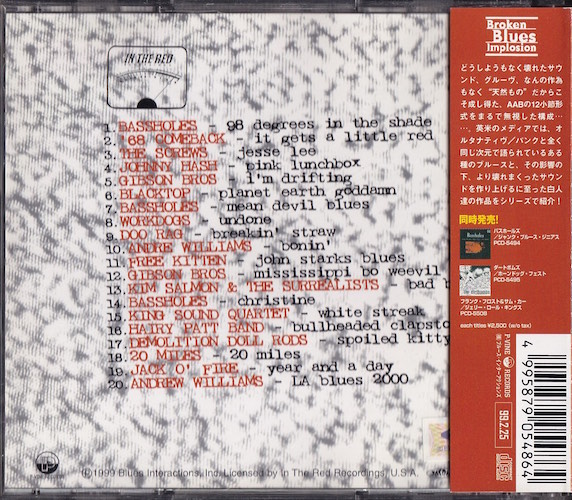 IN THE RED
1. BASSHOLES - 98 degrees in the shade
2. '68 COMEBACK - it gets a little red
3. THE SCREWS - jesse lee
4. JOHNNY HASH - pink lunchbox
5. GIBSON BROS - i'm drifting
6. BLACKTOP - planet earth goddamn
7. BASSHOLES - mean devil blues
8. WORKDOGS - undone
9. DOO RAG - breakin' straw
10. ANDRE WILLIAMS - bonin'
11. FREE KITTEN - john starks blues
12. GIBSON BROS - mississippi bo weevil
13. KIM SALMON & THE SURREALISTS - bad b
14. BASSHOLES - christine
15. KING SOUND QUARTET - white streak
16. HAIRY PATT BAND - bullheaded clapsto
17. DEMOLITION DOLL RODS - spoiled kitty
18. 20 MILES - 20 miles
19. JACK O' FIRE - year and a day
20. ANDREW WILLIAMS - LA blues 2000
©1999 Blues Interactions, Inc. Licensed by In The Red Recordings, U.S.A.
Broken
Blues
Implosion
どうしようもなく壊れたサウ
ンド、グルーヴ、なんの作為
もなく“天然もの”だからこ
そ成し得た、AABの12小節形
式をまるで無視した構成…
…。英米のメディアでは、オ
ルタナティヴ/パンクと全く
同じ次元で語られているある
種のブルースと、その影響の
下、より壊れまくったサウン
ドを作り上げるに至った白人
達の作品をシリーズで紹介！
同時発売!
バスホールズ
/ジャンク・ブルース・ジニアス
PCD-5494
ダートボムズ
/ホーンドッグ・フェスト
PCD-5495
フランク・フロスト&サム・カー
/ジェリー・ロール・キングス
PCD-5509
each titles ¥2,500 (w/o tax)
4995879054864
P-VINE RECORDS
99.2.25
COMPACT
disc